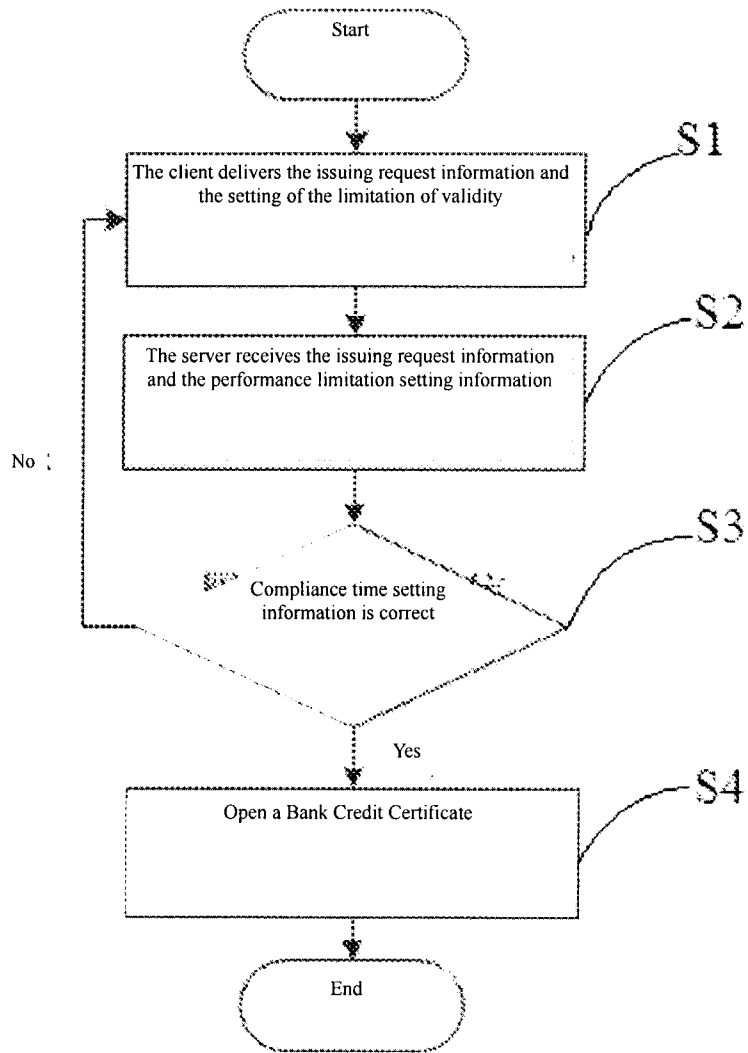 Start
S1
The client delivers the issuing request information and
the setting of the limitation of validity
S2
The server receives the issuing request information
and the performance limitation setting information
No
S3
Compliance time setting
information is correct
Yes
S4
Open a Bank Credit Certificate
End